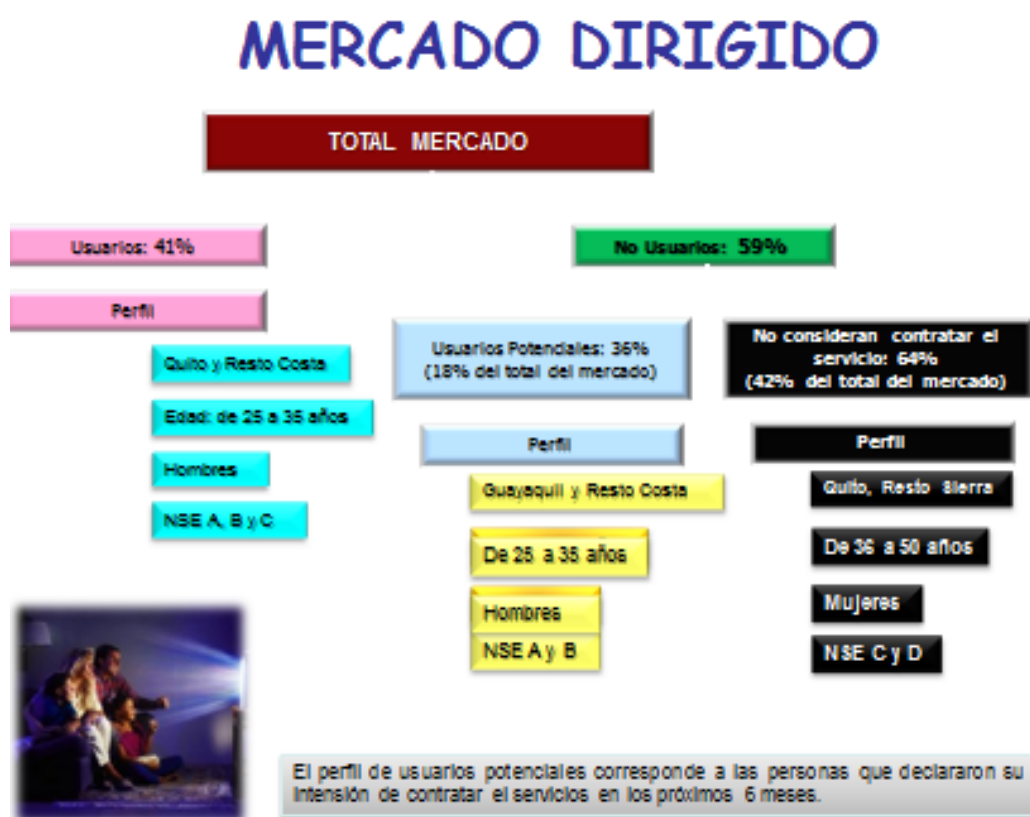 MERCADO DIRIGIDO
TOTAL MERCADO
Usuarios: 41%
No Usuarios: 59%
Perfil
Quito y Resto Costa
Edad: de 25 a 35 años
Hombres
NSE A, B y C
Usuarios Potenciales: 36%
(18% del total del mercado)
Perfil
Guayaquil y Resto Costa
De 25 a 35 años
Hombres
NSE A y B
No consideran contratar el
servicio: 64%
(42% del total del mercado)
Perfil
Quito, Resto Sierra
De 36 a 50 años
Mujeres
NSE C y D
El perfil de usuarios potenciales corresponde a las personas que declararon su
intensión de contratar el servicios en los próximos 6 meses.